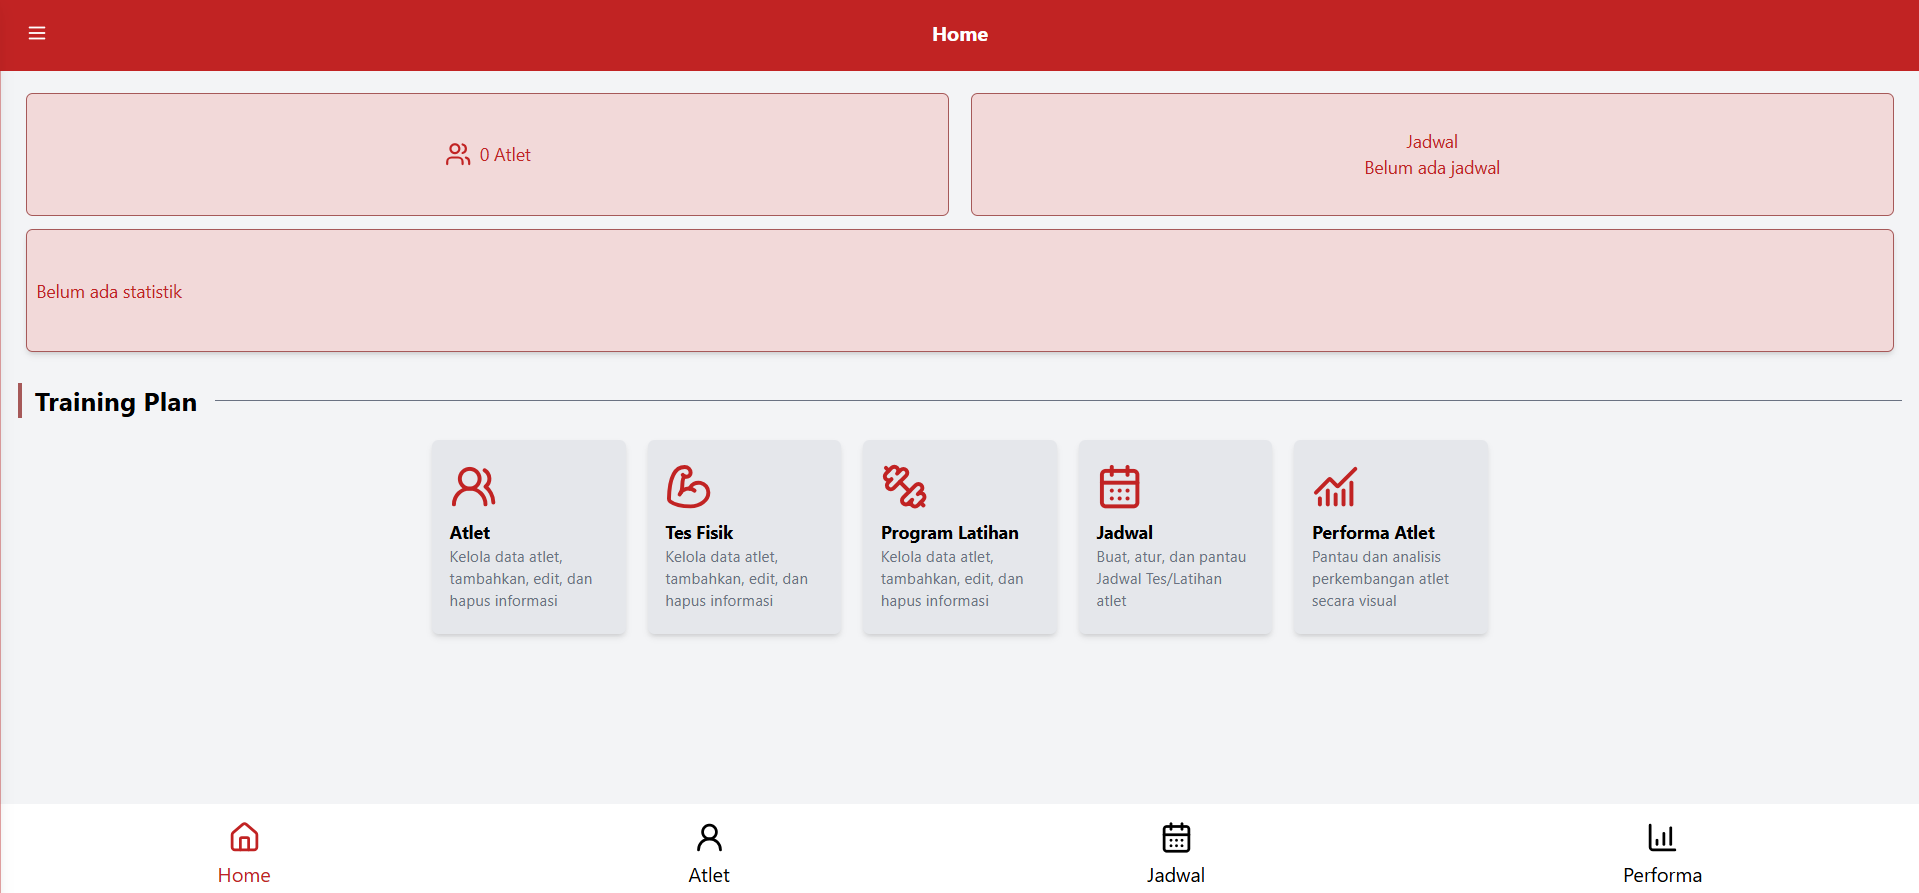 Home
0 Atlet
Jadwal
Belum ada jadwal
Belum ada statistik
Training Plan
Atlet
Kelola data atlet,
tambahkan, edit, dan
hapus informasi
Tes Fisik
Kelola data atlet,
tambahkan, edit, dan
hapus informasi
Program Latihan
Kelola data atlet,
tambahkan, edit, dan
hapus informasi
Jadwal
Buat, atur, dan pantau
Jadwal Tes/Latihan
atlet
Performa Atlet
Pantau dan analisis
perkembangan atlet
secara visual
Home
Atlet
Jadwal
Performa